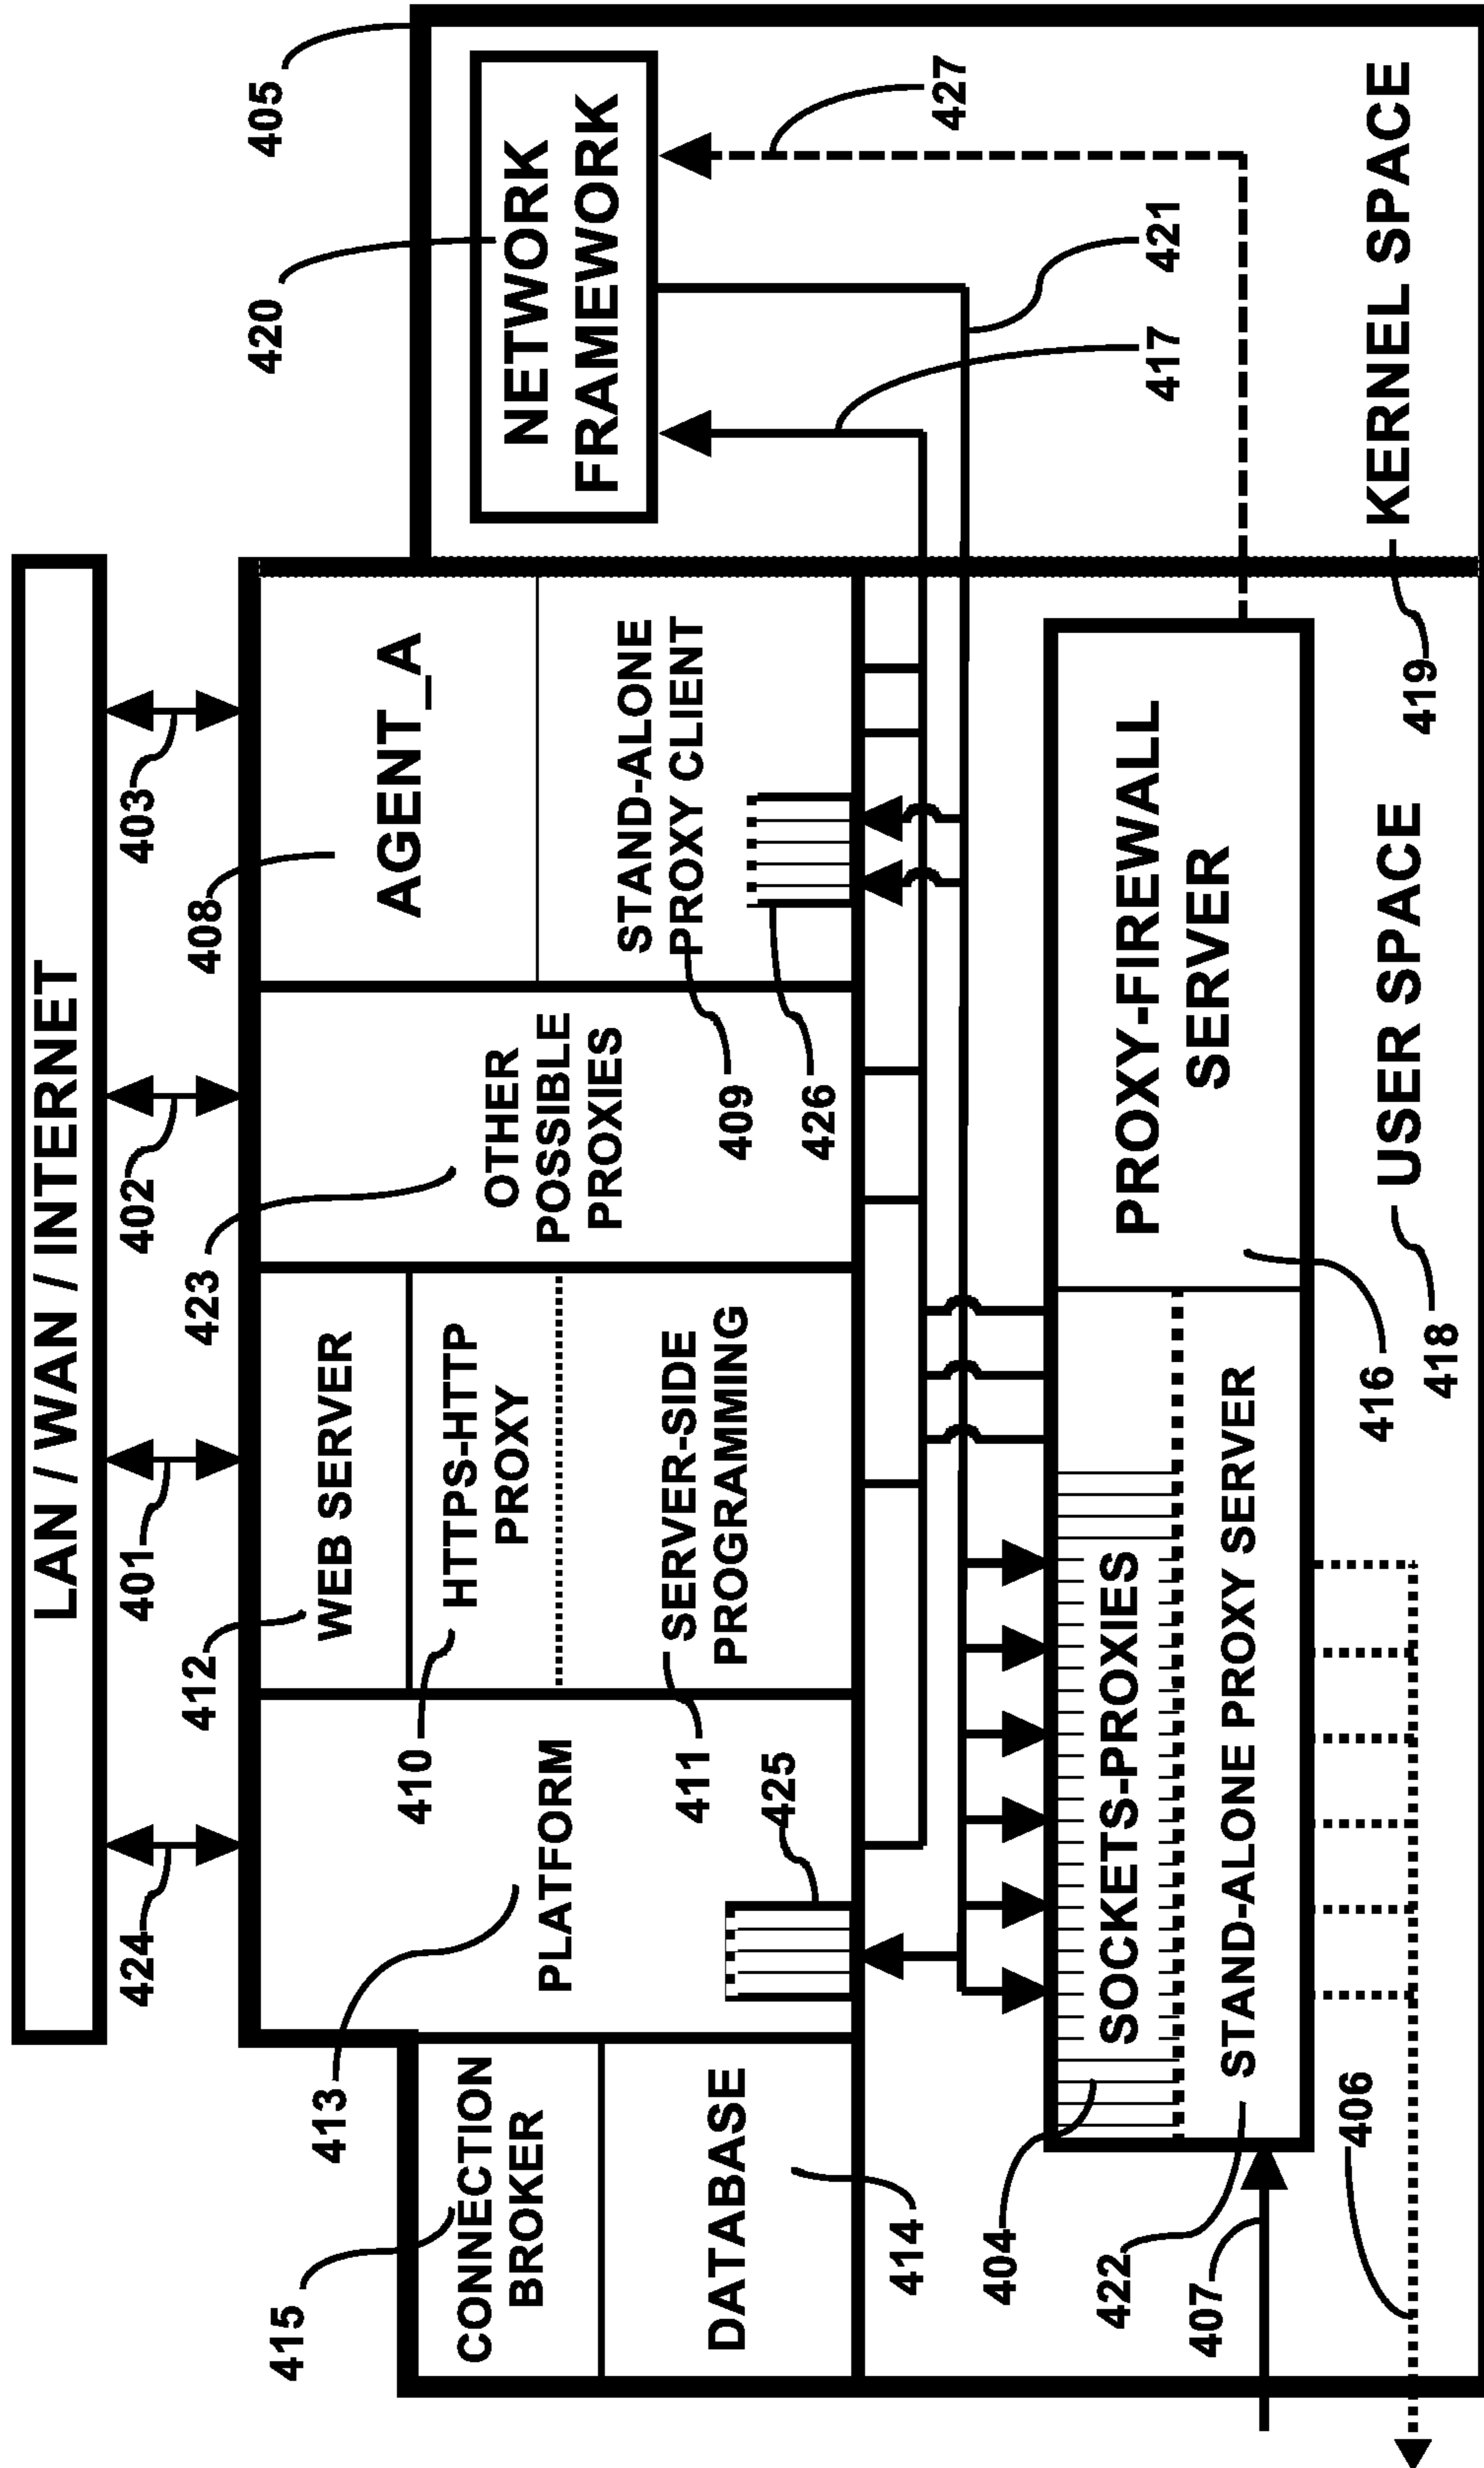 LAN / WAN / INTERNET
424
401
402
403
413
412
423
408
420
405
415
CONNECTION
BROKER
DATABASE
414
PLATFORM
425
WEB SERVER
410
HTTPS-HTTP
PROXY
411
SERVER-SIDE
PROGRAMMING
OTHER
POSSIBLE
PROXIES
AGENT_A
STAND-ALONE
PROXY CLIENT
409
426
NETWORK
FRAMEWORK
427
421
417
404
422
407
SOCKETS-PROXIES
STAND-ALONE PROXY SERVER
PROXY-FIREWALL
SERVER
416
406
418
USER SPACE
419
KERNEL SPACE